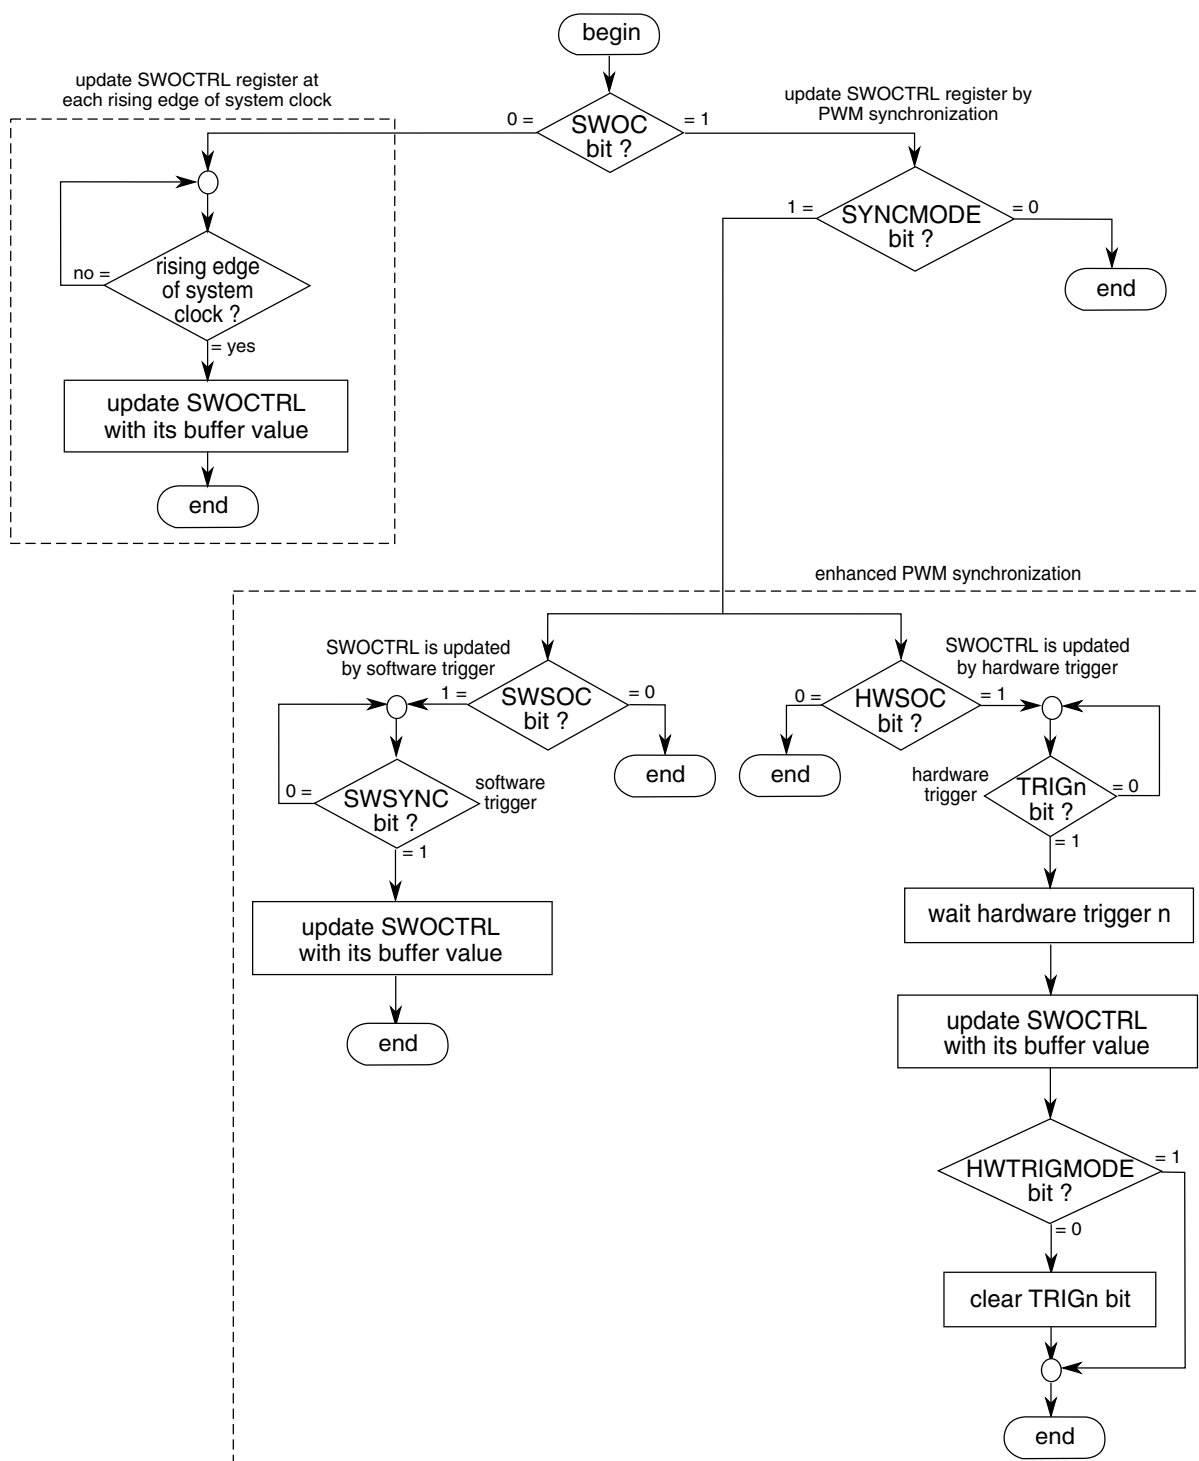 begin
update SWOCTRL register at
each rising edge of system clock
update SWOCTRL register by
PWM synchronization
0 =
SWOC
bit ?
= 1
1 =
SYNCMODE
bit ?
= 0
end
no =
rising edge
of system
clock ?
= yes
update SWOCTRL
with its buffer value
end
enhanced PWM synchronization
SWOCTRL is updated
by software trigger
SWOCTRL is updated
by hardware trigger
1 =
SWSOC
bit ?
= 0
end
0 =
HWSOC
bit ?
= 1
end
0 =
SWSYNC
bit ?
software
trigger
= 1
hardware
trigger
TRIGn
bit ?
= 0
= 1
update SWOCTRL
with its buffer value
end
wait hardware trigger n
update SWOCTRL
with its buffer value
HWTRIGMODE
bit ?
= 1
= 0
clear TRIGn bit
end